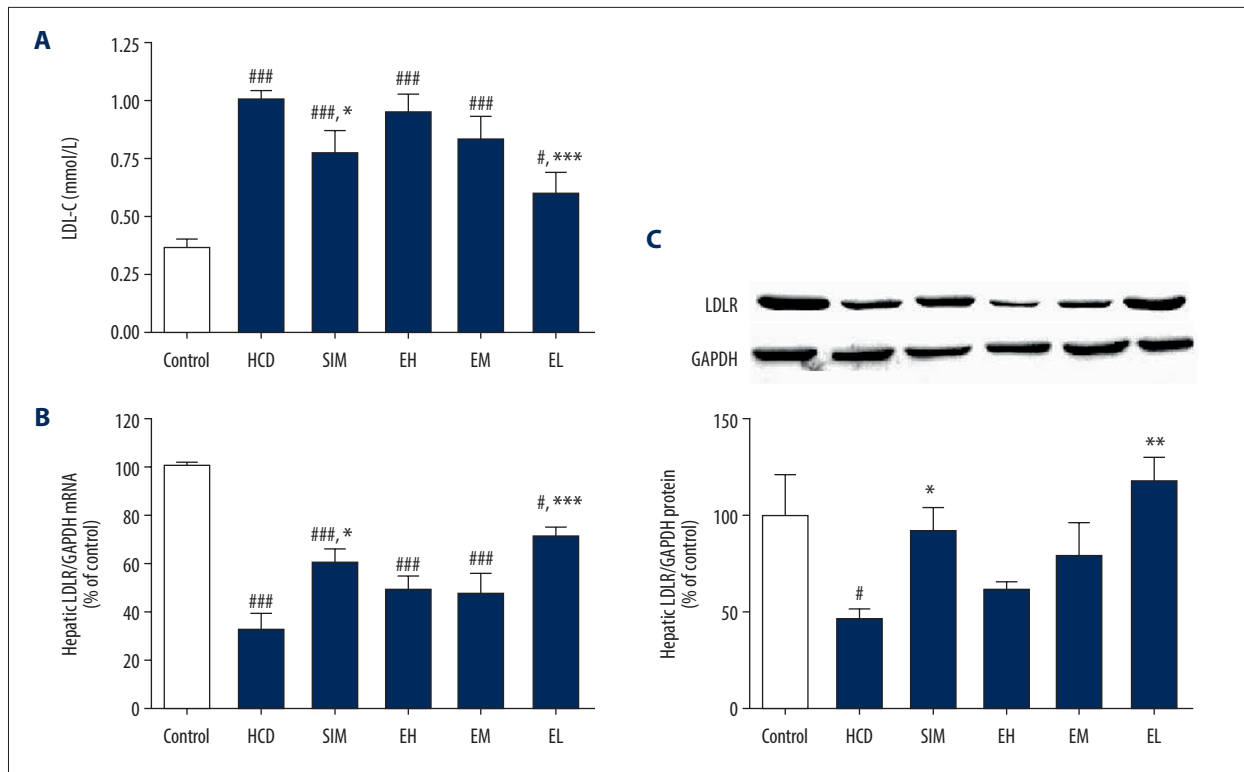 A
LDL-C (mmol/L)
1.25
1.00
0.75
0.50
0.25
0.00
###
###, *
###
###
#, ***
Control HCD SIM EH EM EL
B
Hepatic LDLR/GAPDH mRNA
(% of control)
120
100
80
60
40
20
0
###
###, *
###
###
#, ***
Control HCD SIM EH EM EL
C
LDLR
GAPDH
Hepatic LDLR/GAPDH protein
(% of control)
150
100
50
0
#
*
**
Control HCD SIM EH EM EL